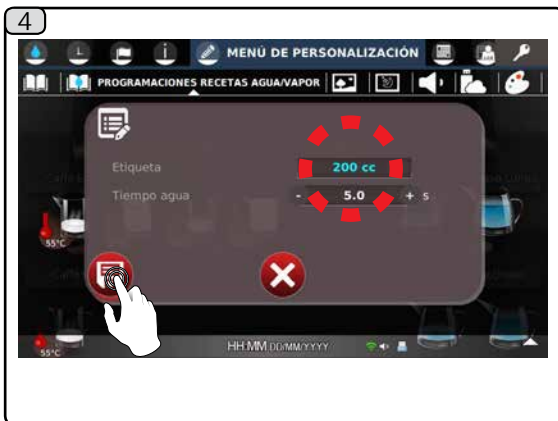 4
MENÚ DE PERSONALIZACIÓN
PROGRAMACIONES RECETAS AGUA/VAPOR
Etiqueta 200 cc
Tiempo agua - 5.0 + s
55°C
HH:MM DD/MM/YYYY
55°C